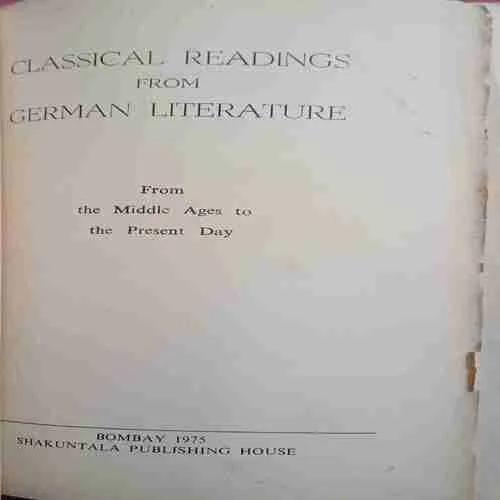 CLASSICAL READINGS
FROM
GERMAN LITERATURE
From
the Middle Ages to
the Present Day
BOMBAY 1975
SHAKUNTALA PUBLISHING HOUSE